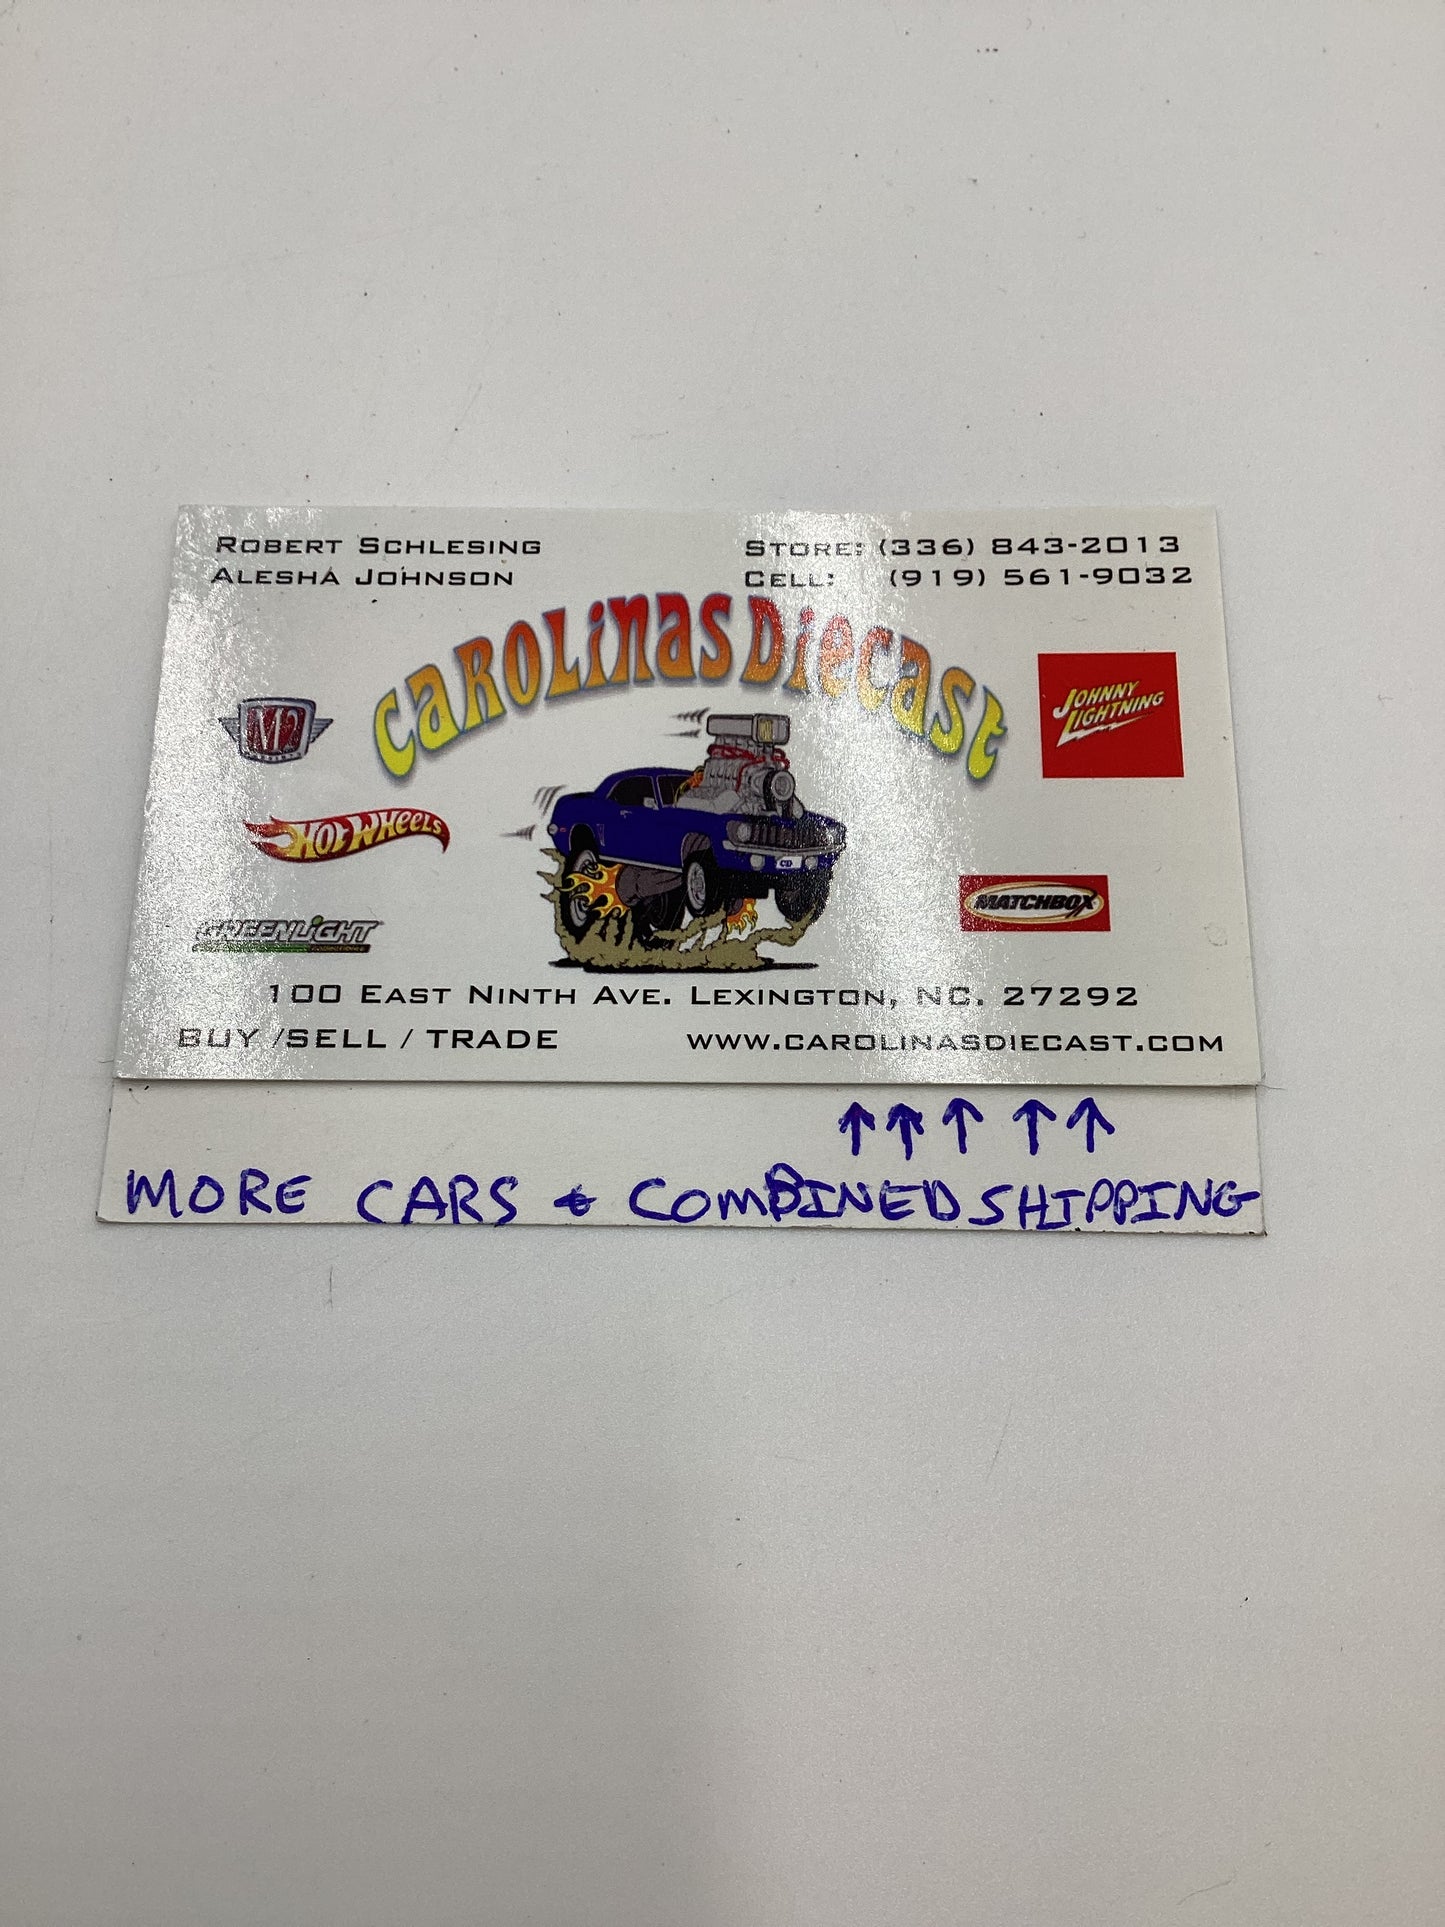 ROBERT SCHLESING
ALESHA JOHNSON
STORE: (336) 843-2013
CELL: (919) 561-9032
CAROLINAS DIECAST
M2
JOHNNY
LIGHTNING
HOT WHEELS
CD
MATCHBOX
GREENLIGHT
100 EAST NINTH AVE. LEXINGTON, NC. 27292
BUY /SELL / TRADE
WWW.CAROLINASDIECAST.COM
↑ ↑ ↑ ↑ ↑
MORE CARS & COMBINED SHIPPING